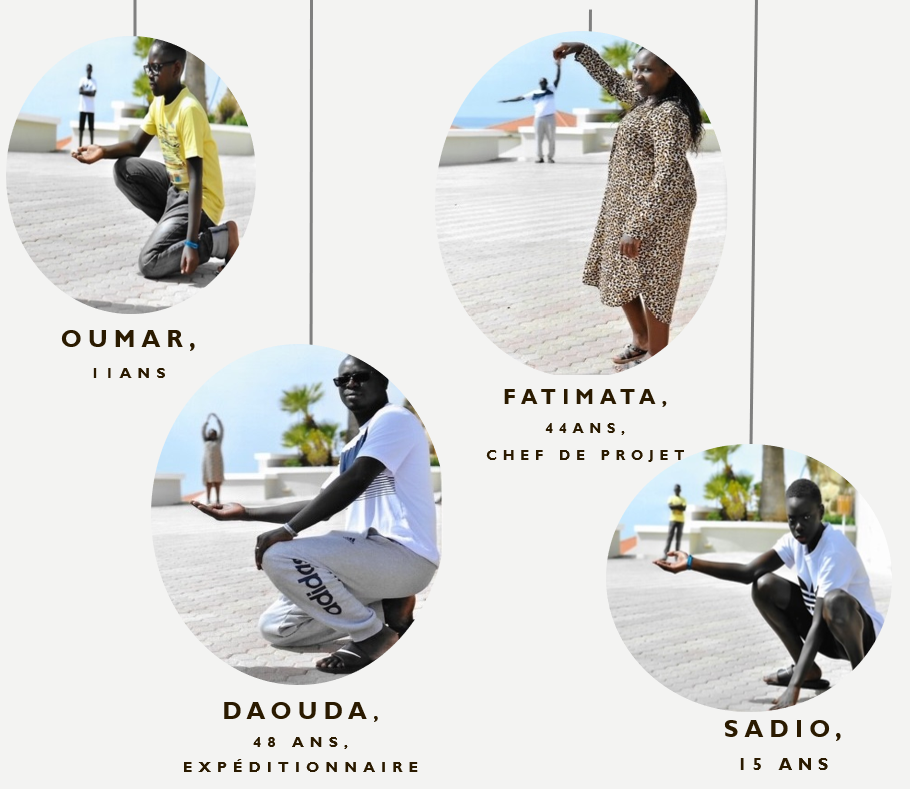 OUMAR,
11ANS
FATIMATA,
44ANS,
CHEF DE PROJET
adidas
DAOUDA,
48 ANS,
EXPÉDITIONNAIRE
SADIO,
15 ANS